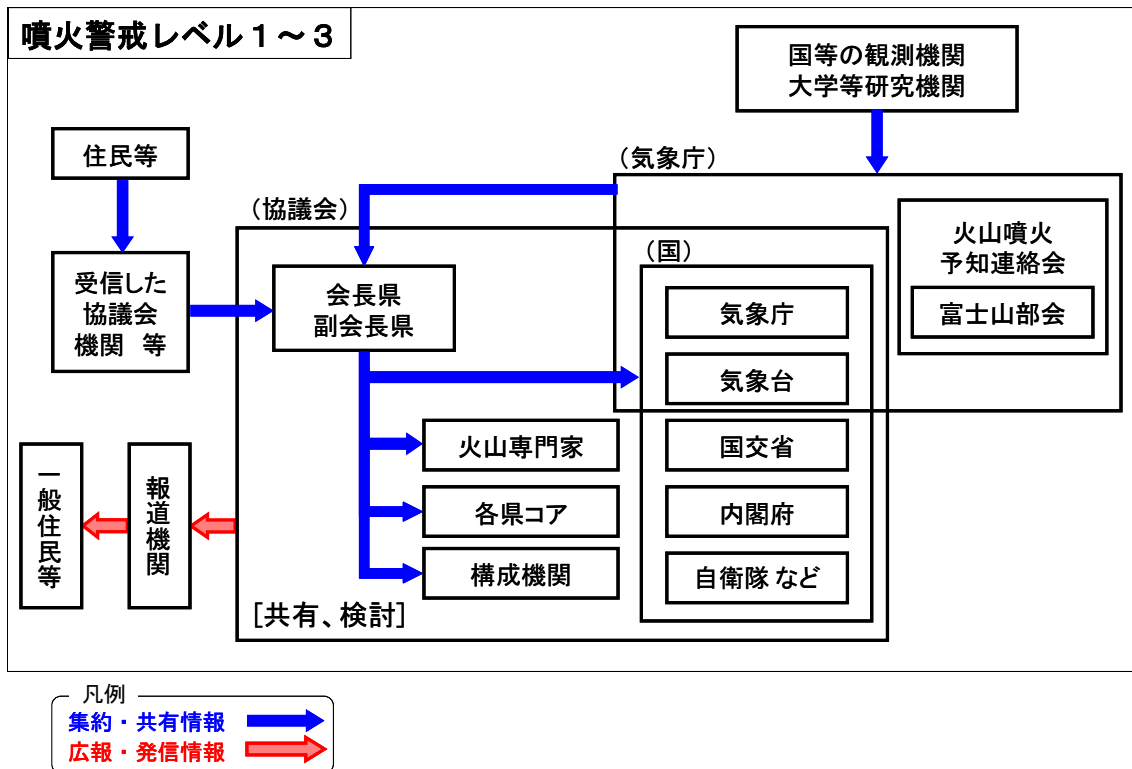 噴火警戒レベル１～３
国等の観測機関
大学等研究機関
住民等
（気象庁）
（協議会）
火山噴火
予知連絡会
富士山部会
（国）
受信した
協議会
機関　等
会長県
副会長県
気象庁
気象台
火山専門家
国交省
各県コア
内閣府
構成機関
自衛隊 など
一般住民等
報道機関
［共有、検討］
凡例
集約・共有情報
広報・発信情報